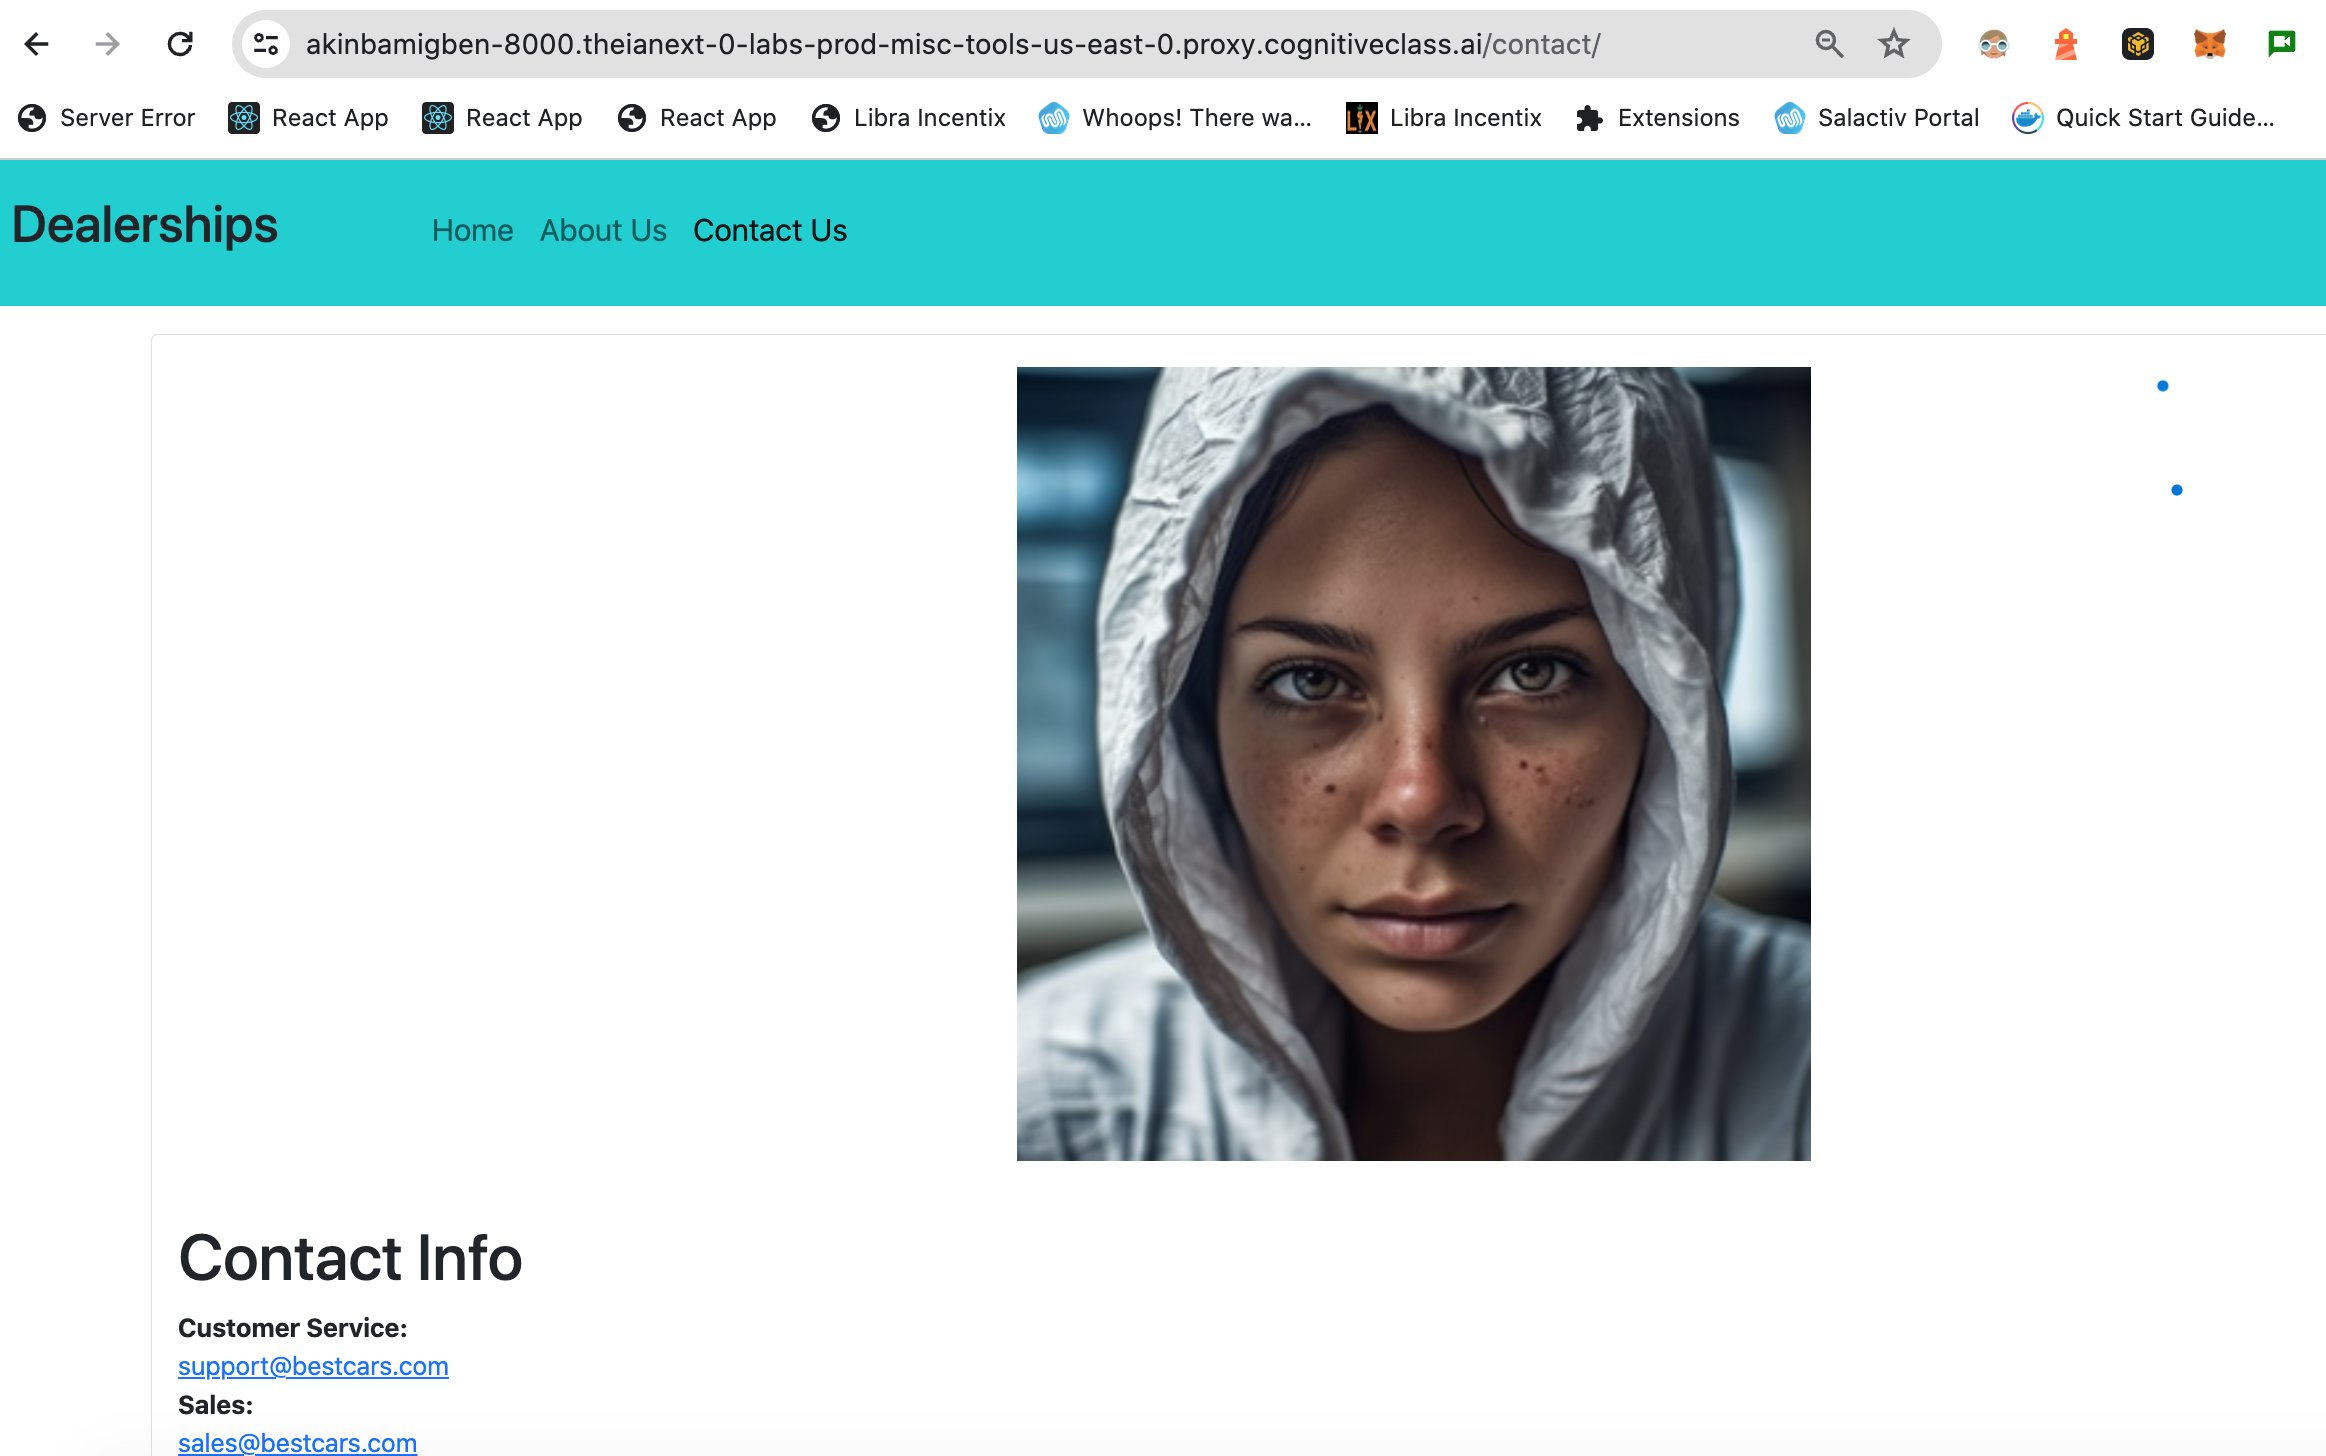 akinbamigben-8000.theianext-0-labs-prod-misc-tools-us-east-0.proxy.cognitiveclass.ai/contact/
Server Error React App React App React App Libra Incentix Whoops! There wa... LIX Libra Incentix Extensions Salactiv Portal Quick Start Guide...
Dealerships Home About Us Contact Us
Contact Info
Customer Service:
support@bestcars.com
Sales:
sales@bestcars.com